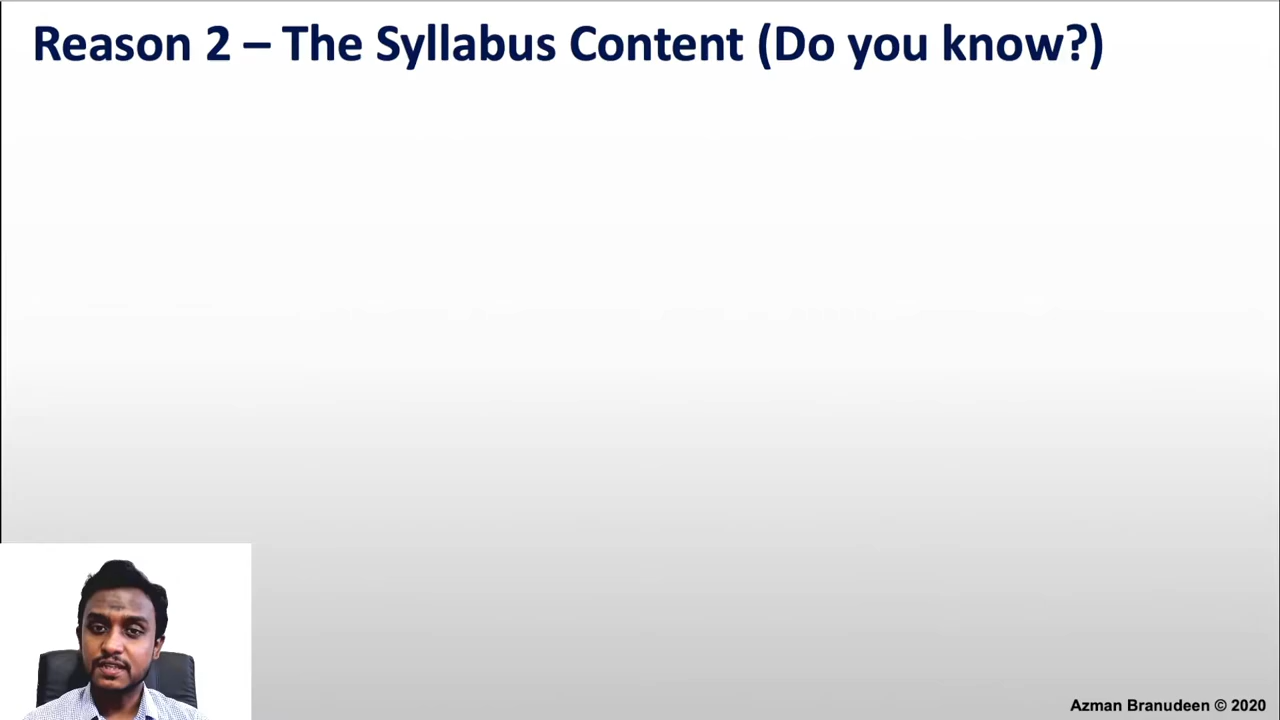 Reason 2 – The Syllabus Content (Do you know?)
Azman Branudeen © 2020